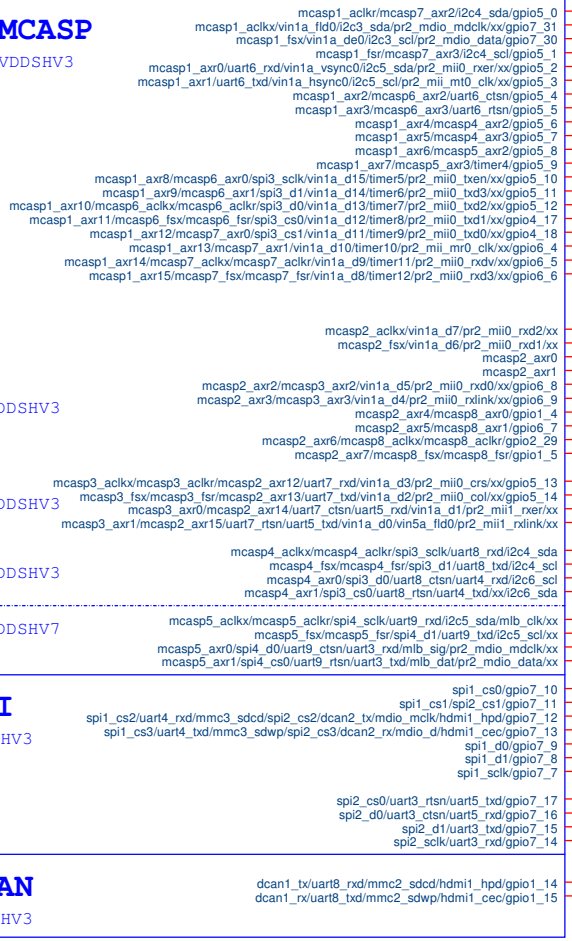 mcasp1_aclkr/mcasp7_axr2/i2c4_sda/gpio5_0
MCASP
mcasp1_aclkx/vin1a_fld0/i2c3_sda/pr2_mdio_mdclk/xx/gpio7_31
mcasp1_fsx/vin1a_de0/i2c3_scl/pr2_mdio_data/gpio7_30
mcasp1_fsr/mcasp7_axr3/i2c4_scl/gpio5_1
VDDSHV3
mcasp1_axr0/uart6_rxd/vin1a_vsync0/i2c5_sda/pr2_mii0_rxer/xx/gpio5_2
mcasp1_axr1/uart6_txd/vin1a_hsync0/i2c5_scl/pr2_mii_mt0_clk/xx/gpio5_3
mcasp1_axr2/mcasp6_axr2/uart6_ctsn/gpio5_4
mcasp1_axr3/mcasp6_axr3/uart6_rtsn/gpio5_5
mcasp1_axr4/mcasp4_axr2/gpio5_6
mcasp1_axr5/mcasp4_axr3/gpio5_7
mcasp1_axr6/mcasp5_axr2/gpio5_8
mcasp1_axr7/mcasp5_axr3/timer4/gpio5_9
mcasp1_axr8/mcasp6_axr0/spi3_sclk/vin1a_d15/timer5/pr2_mii0_txen/xx/gpio5_10
mcasp1_axr9/mcasp6_axr1/spi3_d1/vin1a_d14/timer6/pr2_mii0_txd3/xx/gpio5_11
mcasp1_axr10/mcasp6_aclkx/mcasp6_aclkr/spi3_d0/vin1a_d13/timer7/pr2_mii0_txd2/xx/gpio5_12
mcasp1_axr11/mcasp6_fsx/mcasp6_fsr/spi3_cs0/vin1a_d12/timer8/pr2_mii0_txd1/xx/gpio4_17
mcasp1_axr12/mcasp7_axr0/spi3_cs1/vin1a_d11/timer9/pr2_mii0_txd0/xx/gpio4_18
mcasp1_axr13/mcasp7_axr1/vin1a_d10/timer10/pr2_mii_mr0_clk/xx/gpio6_4
mcasp1_axr14/mcasp7_aclkx/mcasp7_aclkr/vin1a_d9/timer11/pr2_mii0_rxdv/xx/gpio6_5
mcasp1_axr15/mcasp7_fsx/mcasp7_fsr/vin1a_d8/timer12/pr2_mii0_rxd3/xx/gpio6_6
mcasp2_aclkx/vin1a_d7/pr2_mii0_rxd2/xx
mcasp2_fsx/vin1a_d6/pr2_mii0_rxd1/xx
mcasp2_axr0
mcasp2_axr1
mcasp2_axr2/mcasp3_axr2/vin1a_d5/pr2_mii0_rxd0/xx/gpio6_8
mcasp2_axr3/mcasp3_axr3/vin1a_d4/pr2_mii0_rxlink/xx/gpio6_9
DDSHV3
mcasp2_axr4/mcasp8_axr0/gpio1_4
mcasp2_axr5/mcasp8_axr1/gpio6_7
mcasp2_axr6/mcasp8_aclkx/mcasp8_aclkr/gpio2_29
mcasp2_axr7/mcasp8_fsx/mcasp8_fsr/gpio1_5
mcasp3_aclkx/mcasp3_aclkr/mcasp2_axr12/uart7_rxd/vin1a_d3/pr2_mii0_crs/xx/gpio5_13
mcasp3_fsx/mcasp3_fsr/mcasp2_axr13/uart7_txd/vin1a_d2/pr2_mii0_col/xx/gpio5_14
DDSHV3
mcasp3_axr0/mcasp2_axr14/uart7_ctsn/uart5_rxd/vin1a_d1/pr2_mii1_rxer/xx
mcasp3_axr1/mcasp2_axr15/uart7_rtsn/uart5_txd/vin1a_d0/vin5a_fld0/pr2_mii1_rxlink/xx
mcasp4_aclkx/mcasp4_aclkr/spi3_sclk/uart8_rxd/i2c4_sda
mcasp4_fsx/mcasp4_fsr/spi3_d1/uart8_txd/i2c4_scl
DDSHV3
mcasp4_axr0/spi3_d0/uart8_ctsn/uart4_rxd/i2c6_scl
mcasp4_axr1/spi3_cs0/uart8_rtsn/uart4_txd/xx/i2c6_sda
mcasp5_aclkx/mcasp5_aclkr/spi4_sclk/uart9_rxd/i2c5_sda/mlb_clk/xx
DDSHV7
mcasp5_fsx/mcasp5_fsr/spi4_d1/uart9_txd/i2c5_scl/xx
mcasp5_axr0/spi4_d0/uart9_ctsn/uart3_rxd/mlb_sig/pr2_mdio_mdclk/xx
mcasp5_axr1/spi4_cs0/uart9_rtsn/uart3_txd/mlb_dat/pr2_mdio_data/xx
spi1_cs0/gpio7_10
I
spi1_cs1/spi2_cs1/gpio7_11
spi1_cs2/uart4_rxd/mmc3_sdcd/spi2_cs2/dcan2_tx/mdio_mclk/hdmi1_hpd/gpio7_12
spi1_cs3/uart4_txd/mmc3_sdwp/spi2_cs3/dcan2_rx/mdio_d/hdmi1_cec/gpio7_13
HV3
spi1_d0/gpio7_9
spi1_d1/gpio7_8
spi1_sclk/gpio7_7
spi2_cs0/uart3_rtsn/uart5_txd/gpio7_17
spi2_d0/uart3_ctsn/uart5_rxd/gpio7_16
spi2_d1/uart3_txd/gpio7_15
spi2_sclk/uart3_rxd/gpio7_14
AN
dcan1_tx/uart8_rxd/mmc2_sdcd/hdmi1_hpd/gpio1_14
dcan1_rx/uart8_txd/mmc2_sdwp/hdmi1_cec/gpio1_15
HV3